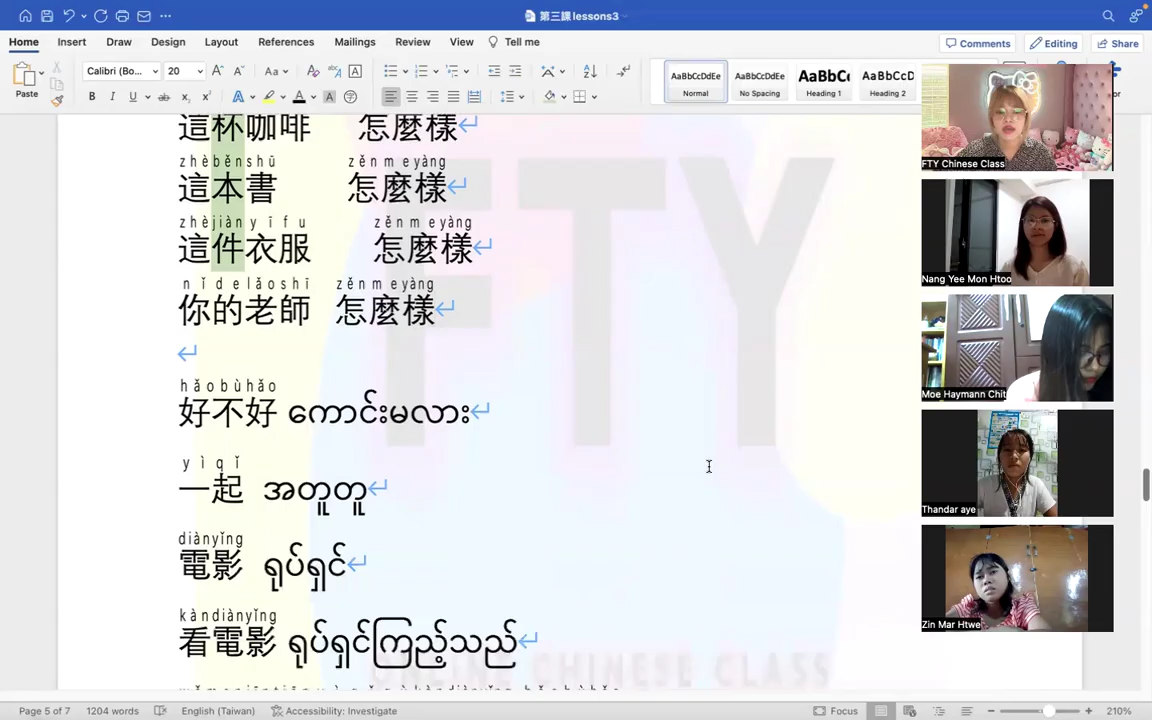 第三課lessons3
Home Insert Draw Design Layout References Mailings Review View Tell me
Comments Editing Share
Paste
Calibri (Bo... 20
AaBbCcDdEe AaBbCcDdEe AaBbC AaBbCcD
Normal No Spacing Heading 1 Heading 2
這杯咖啡 怎麼樣
zhèběnshū zěnmeyàng
這本書 怎麼樣
zhèjiànyīfu zěnmeyàng
這件衣服 怎麼樣
nǐdelǎoshī zěnmeyàng
你的老師 怎麼樣
hǎobùhǎo
好不好 ကောင်းမလား
yìqǐ
一起 အတူတူ
diànyǐng
電影 ရုပ်ရှင်
kàndiànyǐng
看電影 ရုပ်ရှင်ကြည့်သည်
FTY
ONLINE CHINESE CLASS
FTY Chinese Class
Nang Yee Mon Htoo
Moe Haymann Chit
Thandar aye
Zin Mar Htwe
Page 5 of 7 1204 words English (Taiwan) Accessibility: Investigate Focus 210%